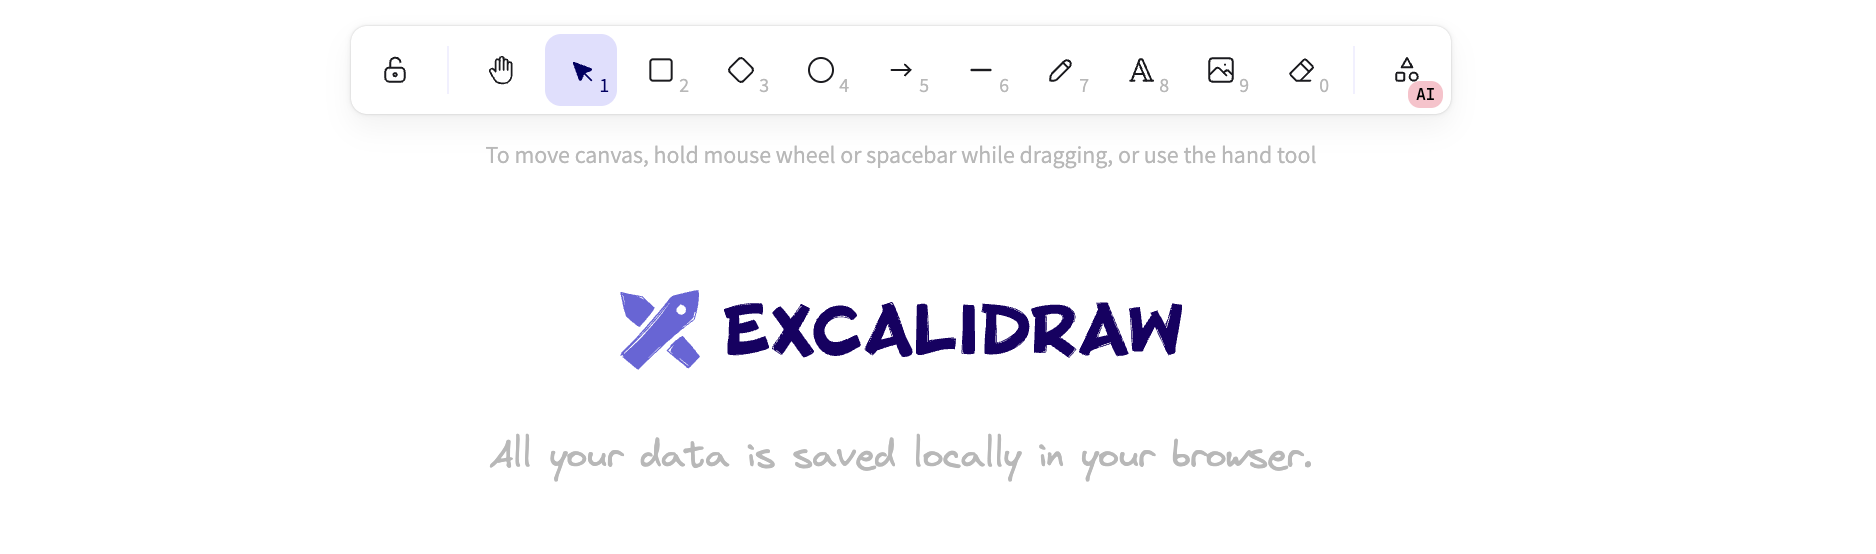 1 2 3 4 5 6 7 8 9 0 AI
To move canvas, hold mouse wheel or spacebar while dragging, or use the hand tool
EXCALIDRAW
All your data is saved locally in your browser.